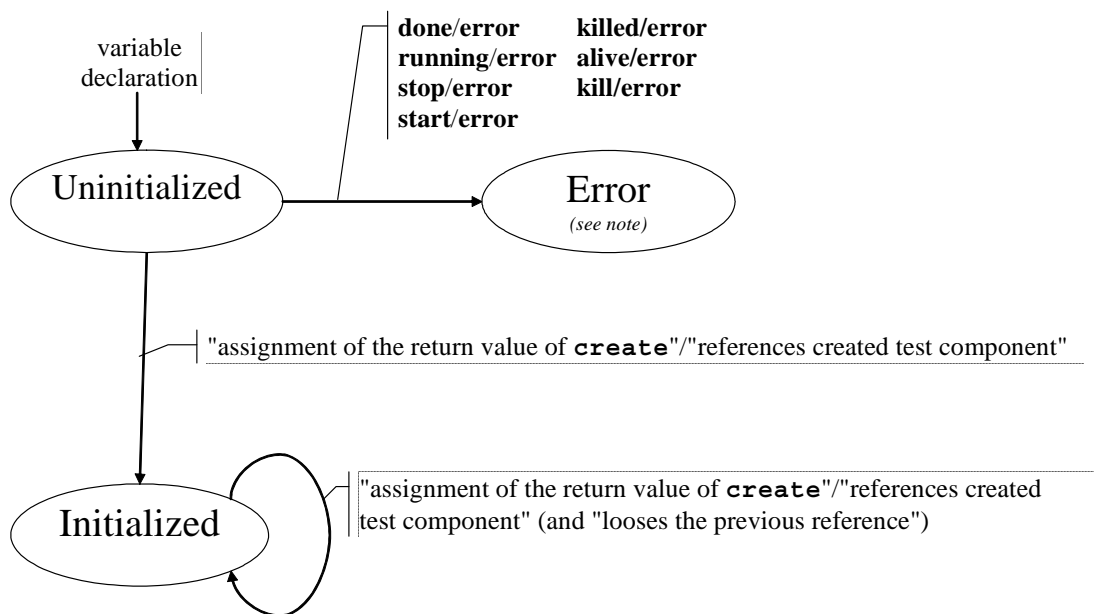 variable
declaration
done/error killed/error
running/error alive/error
stop/error kill/error
start/error
Uninitialized
Error
(see note)
"assignment of the return value of create"/"references created test component"
Initialized
"assignment of the return value of create"/"references created
test component" (and "looses the previous reference")